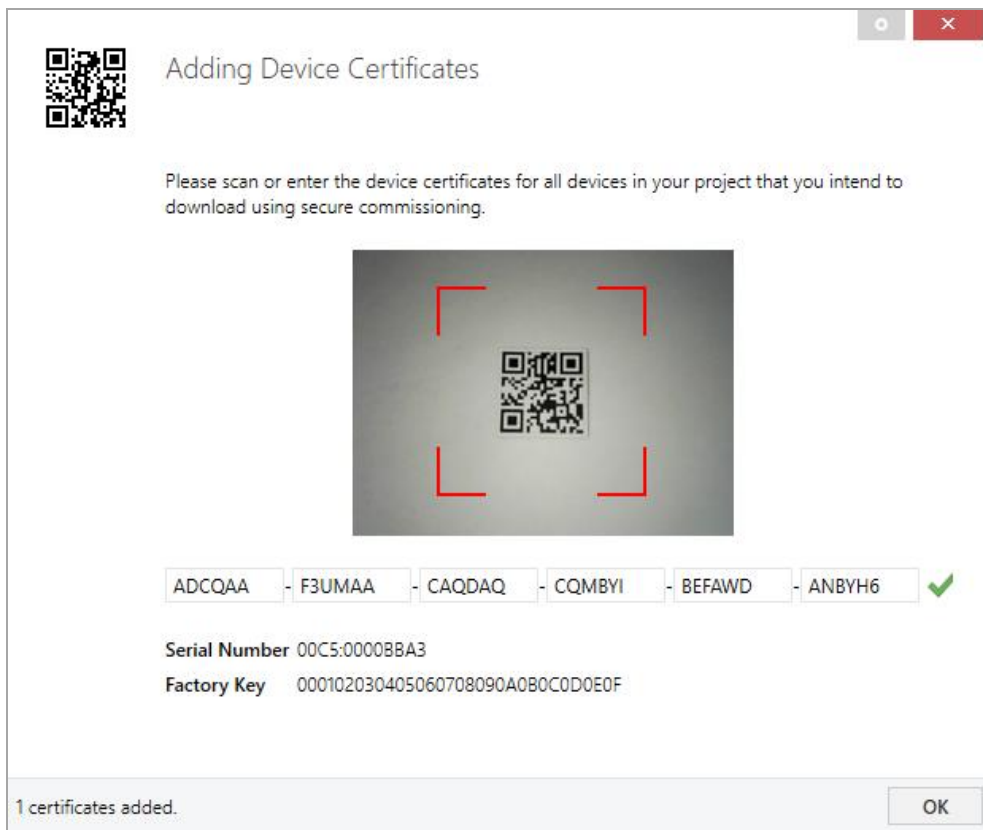 Adding Device Certificates
Please scan or enter the device certificates for all devices in your project that you intend to
download using secure commissioning.
ADCQAA - F3UMAA - CAQDAQ - CQMBYI - BEFAWD - ANBYH6
Serial Number 00C5:0000BBA3
Factory Key 000102030405060708090A0B0C0D0E0F
1 certificates added.
OK